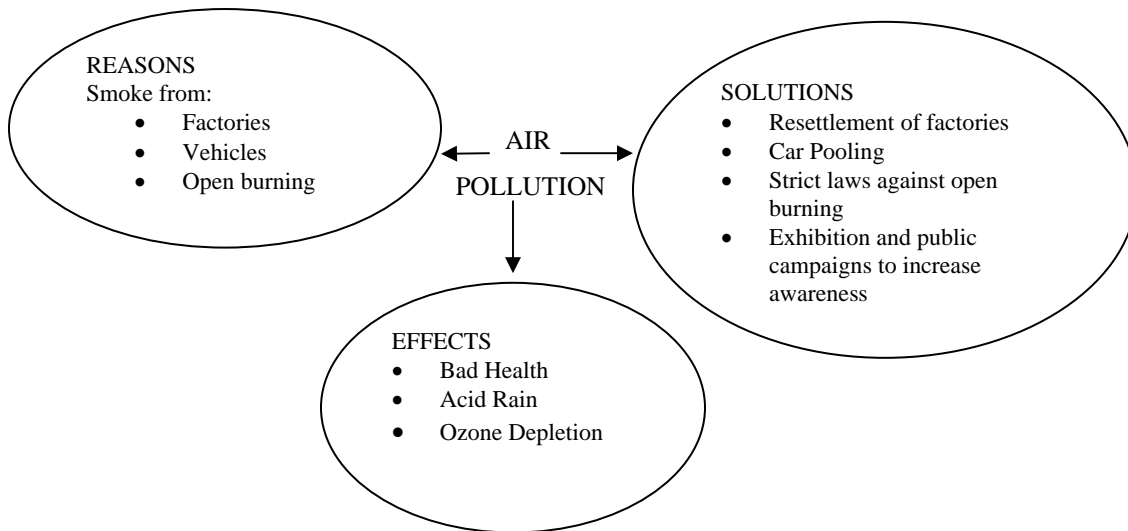 REASONS
Smoke from:
• Factories
• Vehicles
• Open burning
AIR
POLLUTION
SOLUTIONS
• Resettlement of factories
• Car Pooling
• Strict laws against open
burning
• Exhibition and public
campaigns to increase
awareness
EFFECTS
• Bad Health
• Acid Rain
• Ozone Depletion